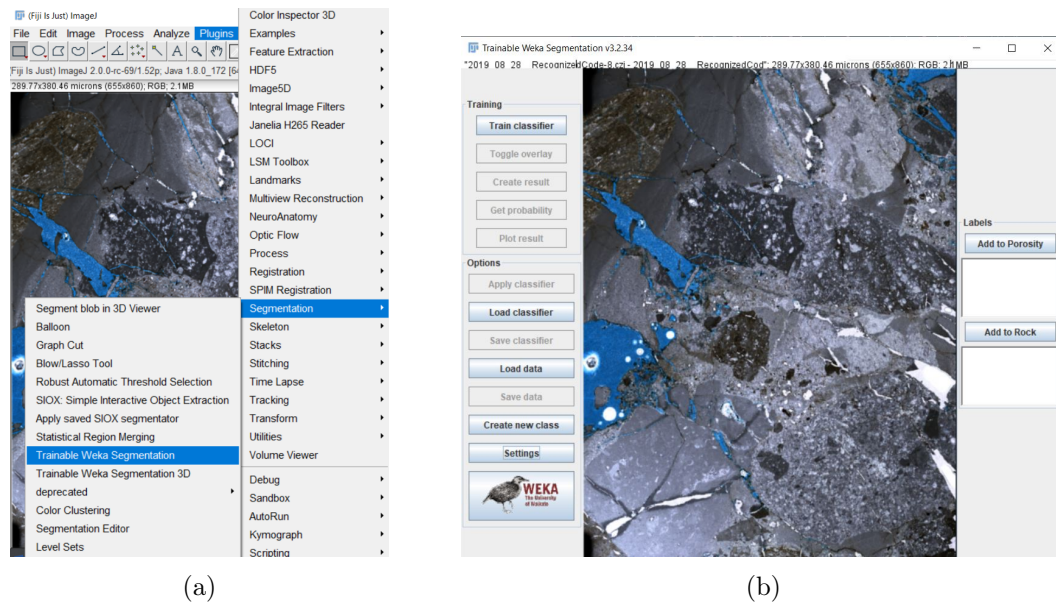 (Fiji Is Just) ImageJ
File Edit Image Process Analyze Plugins
(Fiji Is Just) ImageJ 2.0.0-rc-69/1.52p; Java 1.8.0_172 [64
289.77x380.46 microns (655x860); RGB; 2.1MB
Color Inspector 3D
Examples
Feature Extraction
HDF5
Image5D
Integral Image Filters
Janelia H265 Reader
LOCI
LSM Toolbox
Landmarks
Multiview Reconstruction
NeuroAnatomy
Optic Flow
Process
Registration
SPIM Registration
Segmentation
Skeleton
Stacks
Stitching
Time Lapse
Tracking
Transform
Utilities
Volume Viewer
Debug
Sandbox
AutoRun
Kymograph
Scripting
Segment blob in 3D Viewer
Balloon
Graph Cut
Blow/Lasso Tool
Robust Automatic Threshold Selection
SIOX: Simple Interactive Object Extraction
Apply saved SIOX segmentator
Statistical Region Merging
Trainable Weka Segmentation
Trainable Weka Segmentation 3D
deprecated
Color Clustering
Segmentation Editor
Level Sets
(a)
Trainable Weka Segmentation v3.2.34
"2019_08_28__RecognizedCode-8.czi - 2019_08_28__RecognizedCod": 289.77x380.46 microns (655x860); RGB; 2.1MB
Training
Train classifier
Toggle overlay
Create result
Get probability
Plot result
Options
Apply classifier
Load classifier
Save classifier
Load data
Save data
Create new class
Settings
WEKA
The University
of Waikato
Labels
Add to Porosity
Add to Rock
(b)